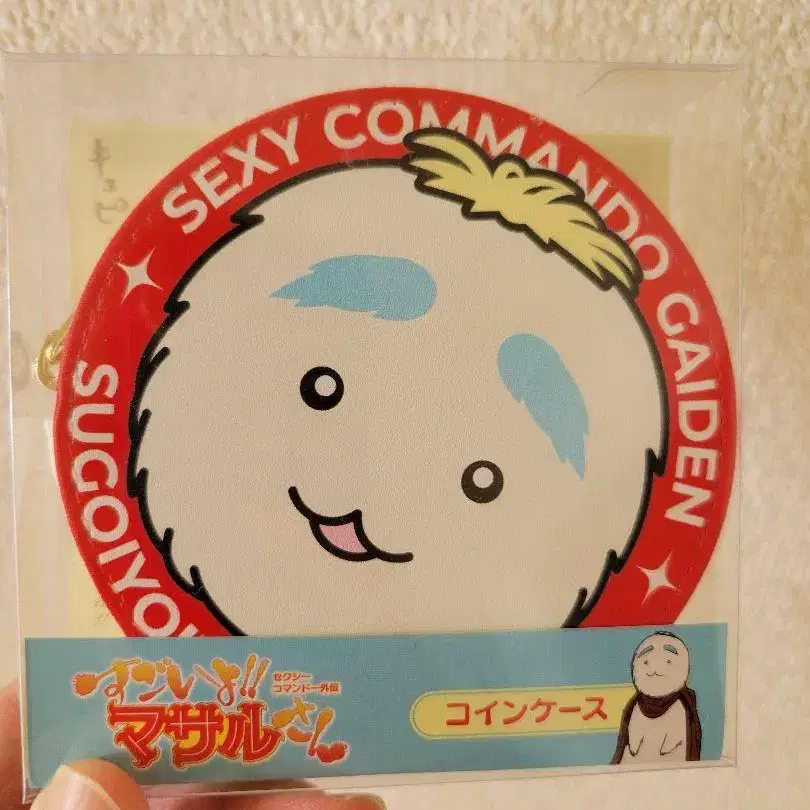 SEXY COMMANDO GAIDEN
SUGOIYO
すごいよ!!
マサルさん
セクシー
コマンドー外伝
コインケース